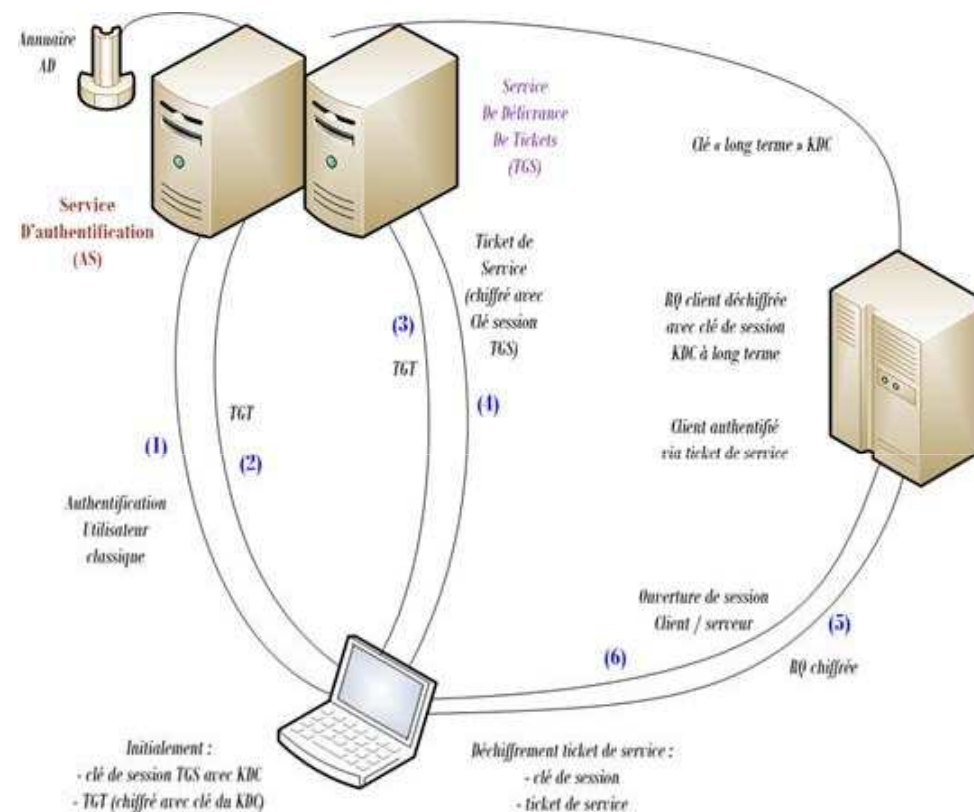 Annuaire
AD
Service
De Délivrance
De Tickets
(TGS)
Clé « long terme » KDC
Service
D'authentification
(AS)
Ticket de
Service
(chiffré avec
Clé session
TGS)
RQ client déchiffrée
avec clé de session
KDC à long terme
(3)
TGT
(4)
TGT
Client authentifié
via ticket de service
(1)
(2)
Authentification
Utilisateur
classique
Ouverture de session
Client / serveur
(5)
(6)
RQ chiffrée
Initialement :
- clé de session TGS avec KDC
- TGT (chiffré avec clé du KDC)
Déchiffrement ticket de service :
- clé de session
- ticket de service